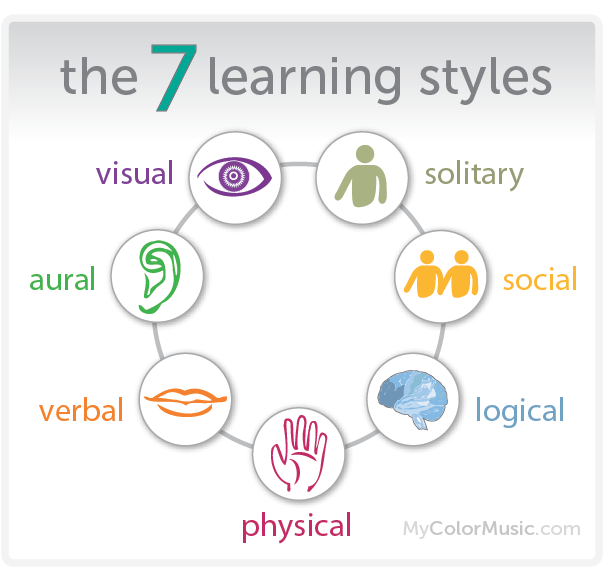 the 7 learning styles
visual
solitary
aural
social
verbal
logical
physical
MyColorMusic.com